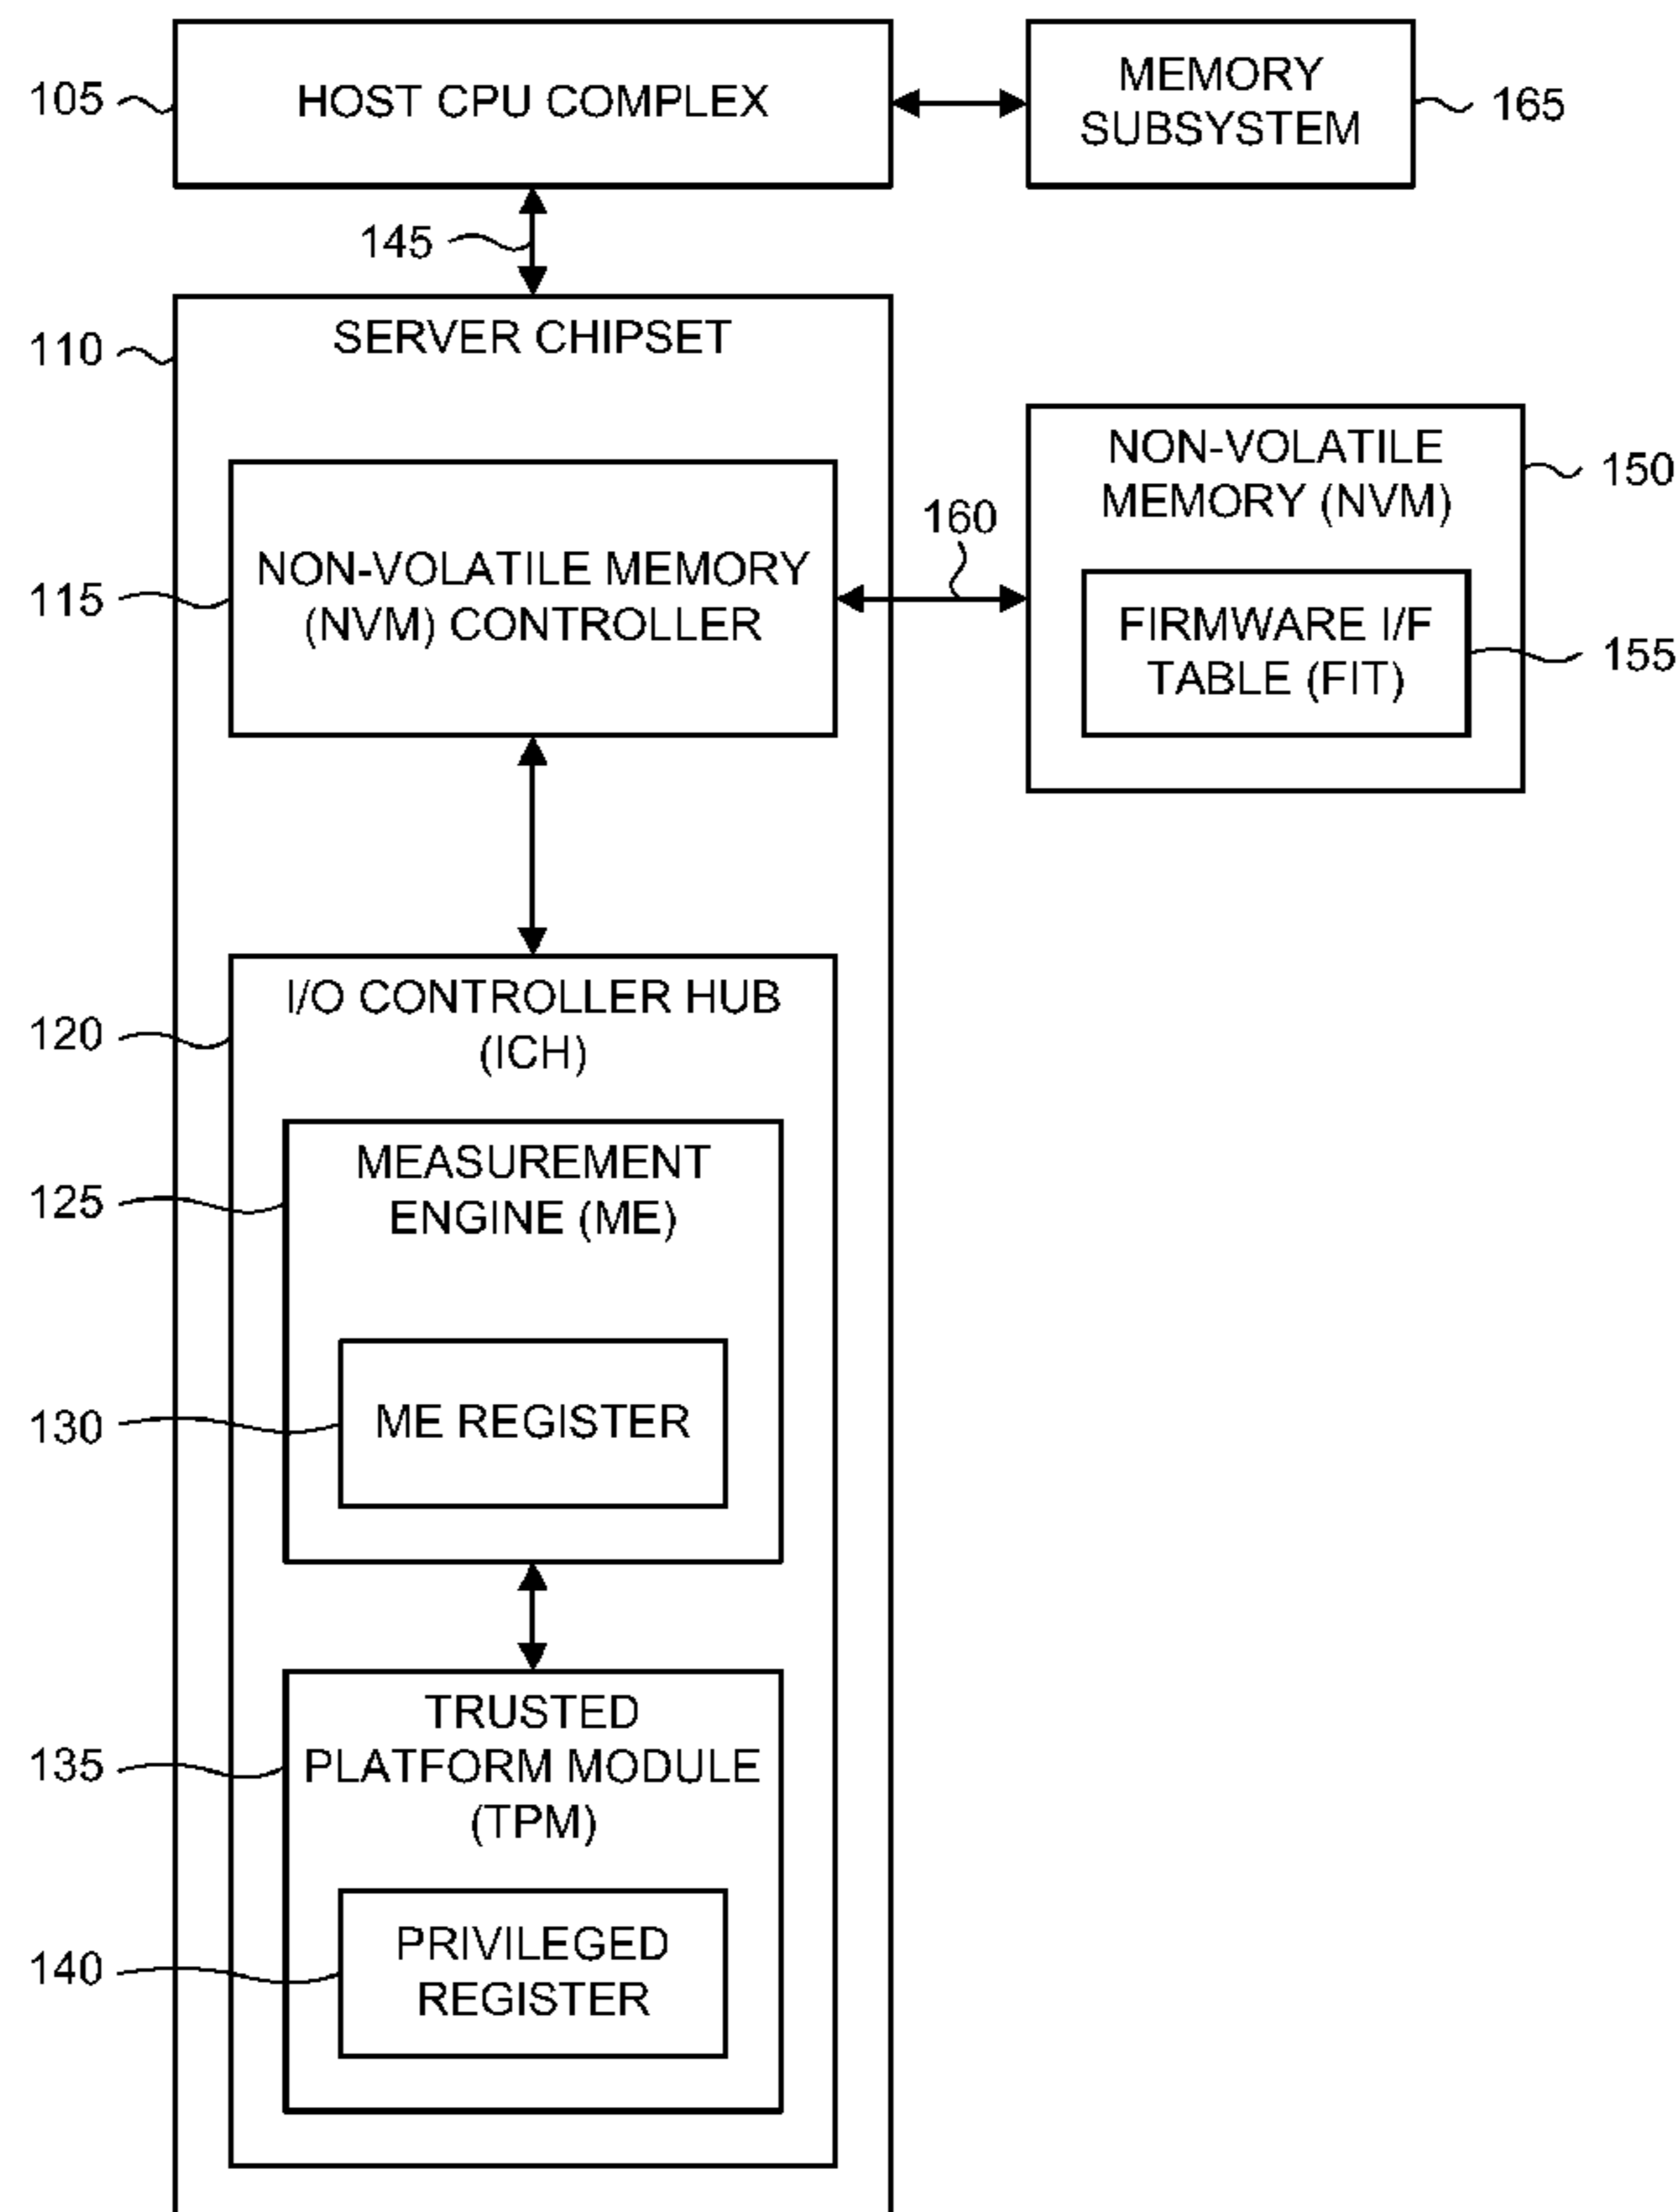 105
HOST CPU COMPLEX
MEMORY
SUBSYSTEM
165
145
110
SERVER CHIPSET
NON-VOLATILE
MEMORY (NVM)
150
160
115
NON-VOLATILE MEMORY
(NVM) CONTROLLER
FIRMWARE I/F
TABLE (FIT)
155
120
I/O CONTROLLER HUB
(ICH)
125
MEASUREMENT
ENGINE (ME)
130
ME REGISTER
135
TRUSTED
PLATFORM MODULE
(TPM)
140
PRIVILEGED
REGISTER